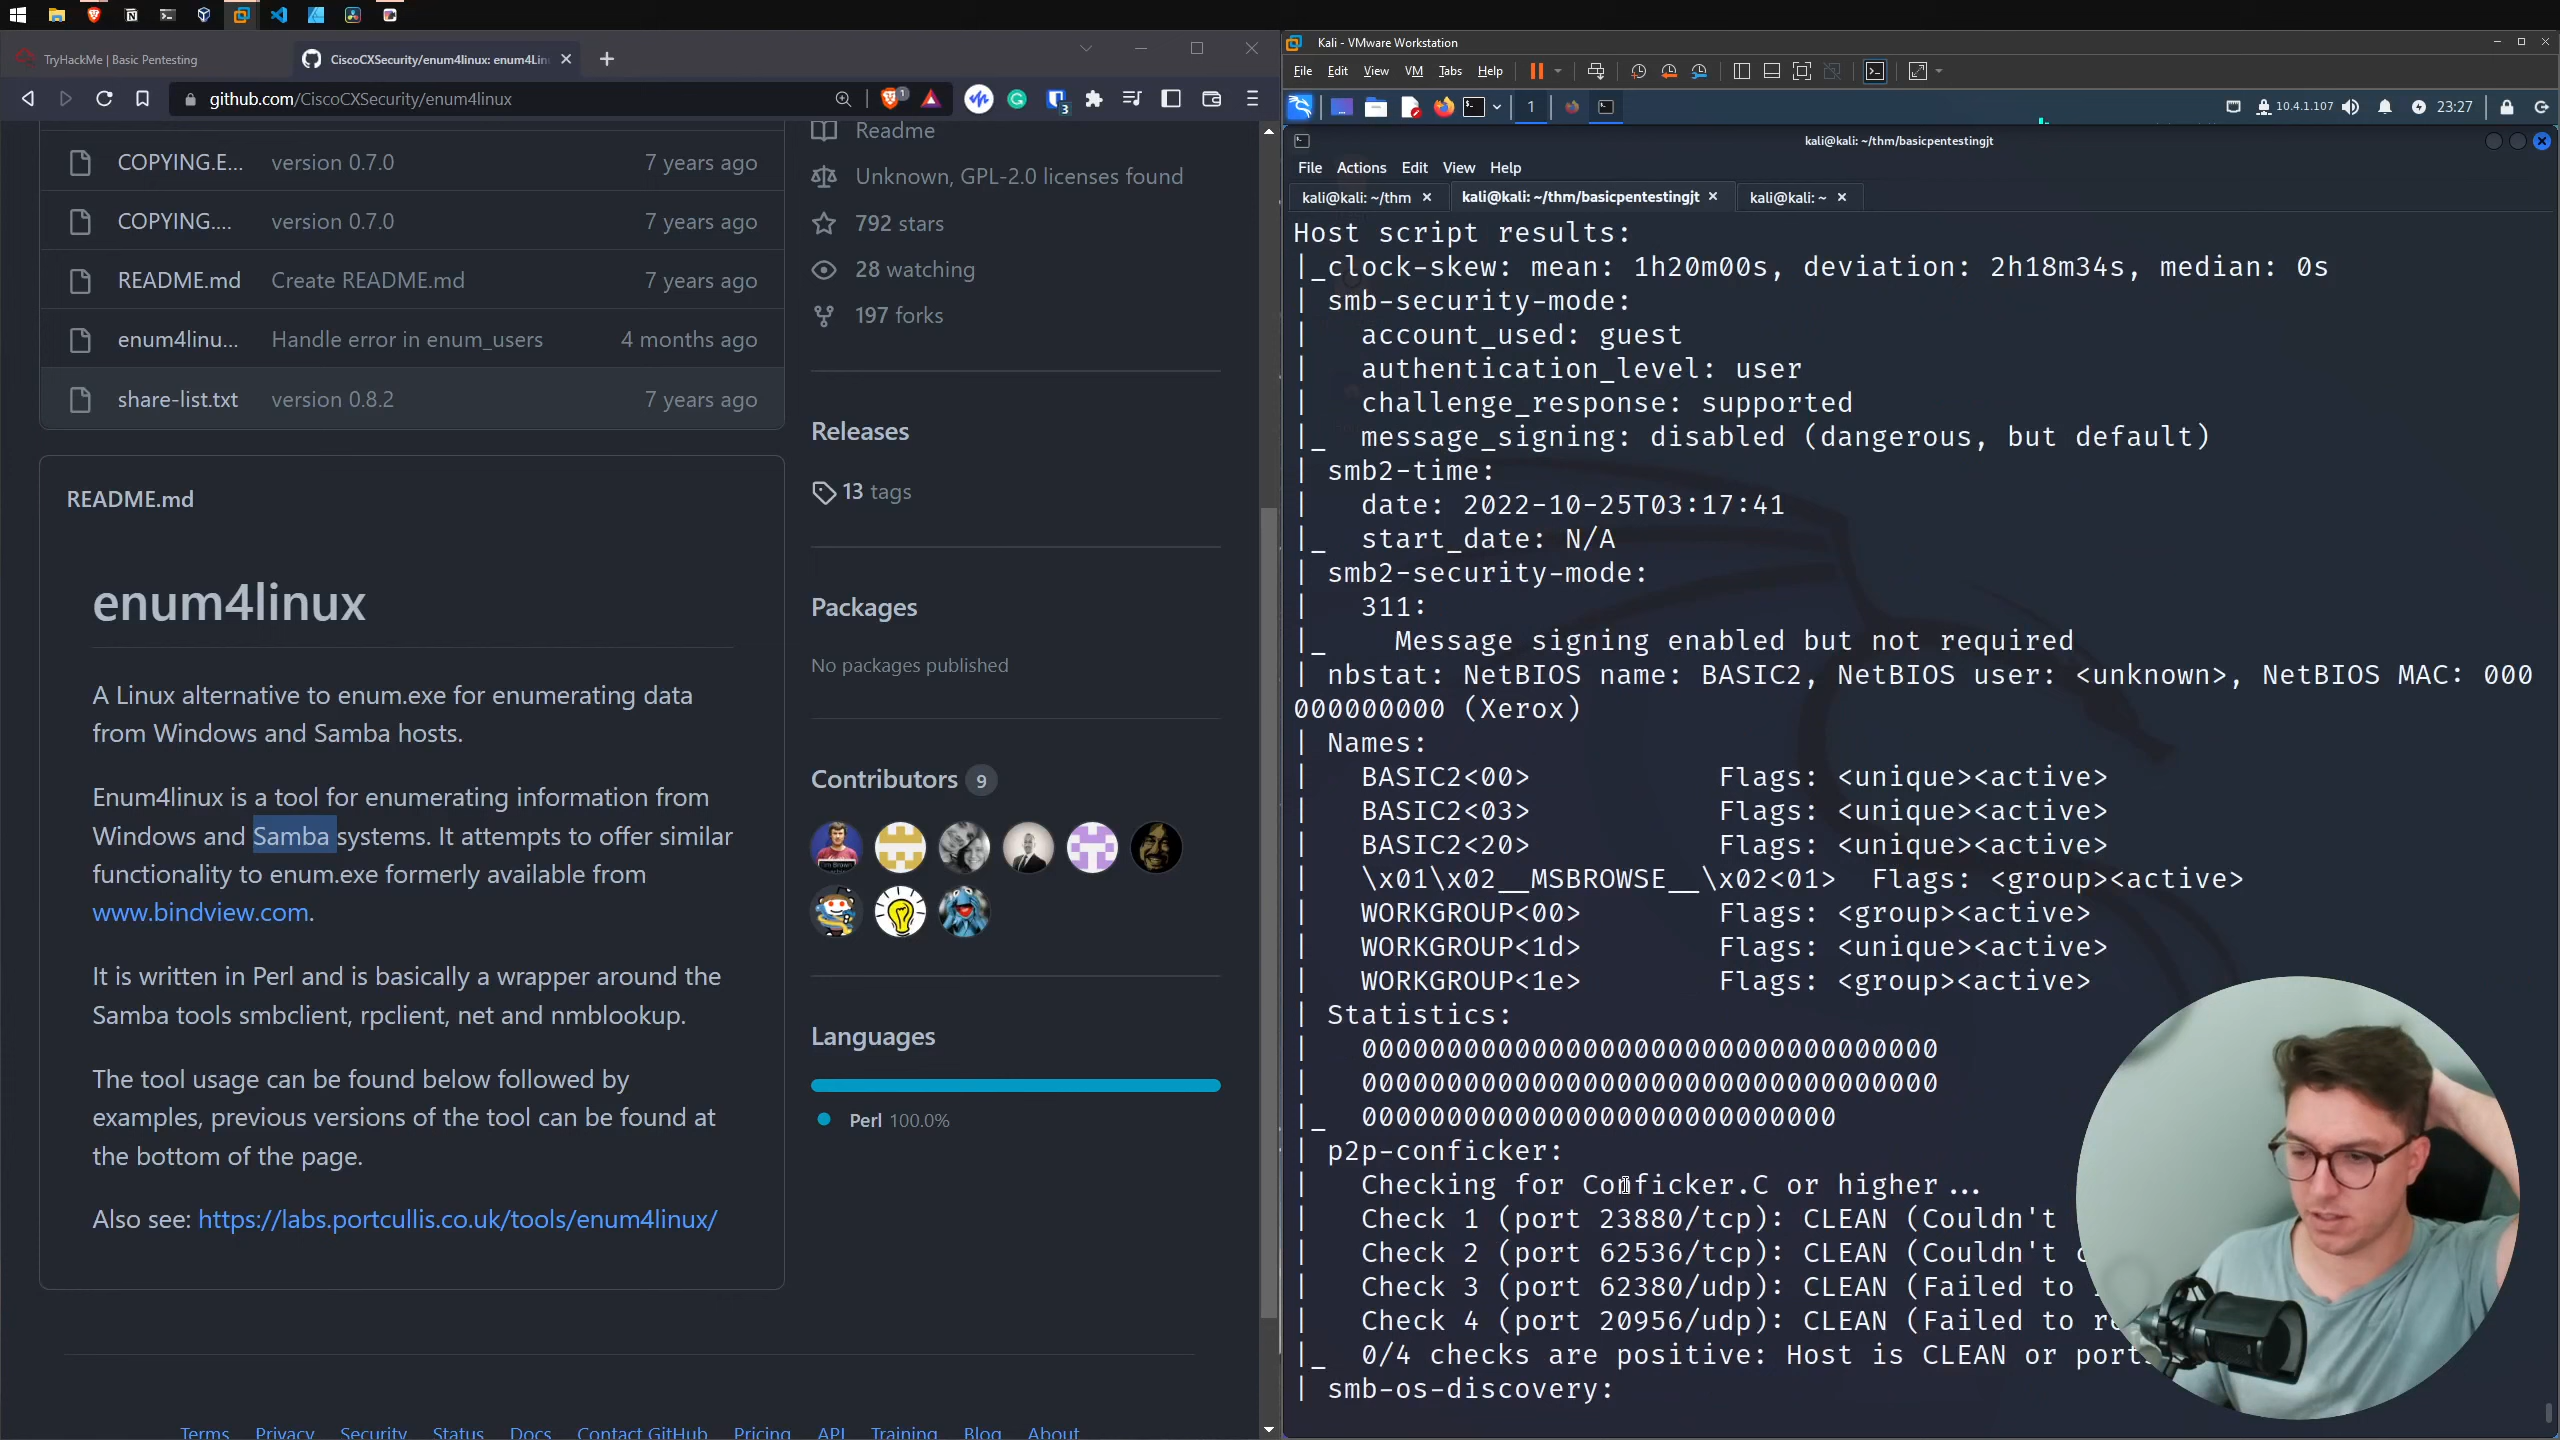 TryHackMe | Basic Pentesting
CiscoCXSecurity/enum4linux: enum4Lin
github.com/CiscoCXSecurity/enum4linux
1
3
COPYING.E... version 0.7.0 7 years ago
COPYING.... version 0.7.0 7 years ago
README.md Create README.md 7 years ago
enum4linu... Handle error in enum_users 4 months ago
share-list.txt version 0.8.2 7 years ago
README.md
enum4linux
A Linux alternative to enum.exe for enumerating data
from Windows and Samba hosts.
Enum4linux is a tool for enumerating information from
Windows and Samba systems. It attempts to offer similar
functionality to enum.exe formerly available from
www.bindview.com.
It is written in Perl and is basically a wrapper around the
Samba tools smbclient, rpclient, net and nmblookup.
The tool usage can be found below followed by
examples, previous versions of the tool can be found at
the bottom of the page.
Also see: https://labs.portcullis.co.uk/tools/enum4linux/
Readme
Unknown, GPL-2.0 licenses found
792 stars
28 watching
197 forks
Releases
13 tags
Packages
No packages published
Contributors 9
Languages
Perl 100.0%
Terms Privacy Security Status Docs Contact GitHub Pricing API Training Blog About
Kali - VMware Workstation
File Edit View VM Tabs Help
1
10.4.1.107
23:27
kali@kali: ~/thm/basicpentestingjt
File Actions Edit View Help
kali@kali: ~/thm
kali@kali: ~/thm/basicpentestingjt
kali@kali: ~
Host script results:
|_clock-skew: mean: 1h20m00s, deviation: 2h18m34s, median: 0s
| smb-security-mode:
|   account_used: guest
|   authentication_level: user
|   challenge_response: supported
|_  message_signing: disabled (dangerous, but default)
| smb2-time:
|   date: 2022-10-25T03:17:41
|_  start_date: N/A
| smb2-security-mode:
|   311:
|_    Message signing enabled but not required
| nbstat: NetBIOS name: BASIC2, NetBIOS user: <unknown>, NetBIOS MAC: 000
000000000 (Xerox)
| Names:
|   BASIC2<00>           Flags: <unique><active>
|   BASIC2<03>           Flags: <unique><active>
|   BASIC2<20>           Flags: <unique><active>
|   \x01\x02__MSBROWSE__\x02<01>  Flags: <group><active>
|   WORKGROUP<00>        Flags: <group><active>
|   WORKGROUP<1d>        Flags: <unique><active>
|   WORKGROUP<1e>        Flags: <group><active>
| Statistics:
|   0000000000000000000000000000000000
|   0000000000000000000000000000000000
|_  0000000000000000000000000000
| p2p-conficker:
|   Checking for Conficker.C or higher...
|   Check 1 (port 23880/tcp): CLEAN (Couldn't
|   Check 2 (port 62536/tcp): CLEAN (Couldn't
|   Check 3 (port 62380/udp): CLEAN (Failed to
|   Check 4 (port 20956/udp): CLEAN (Failed to
|_  0/4 checks are positive: Host is CLEAN or
| smb-os-discovery: